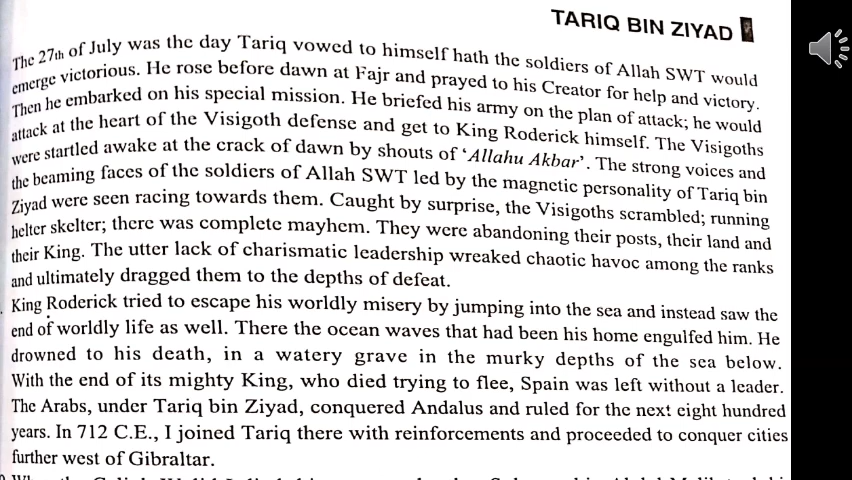 TARIQ BIN ZIYAD
The 27th of July was the day Tariq vowed to himself hath the soldiers of Allah SWT would
emerge victorious. He rose before dawn at Fajr and prayed to his Creator for help and victory.
Then he embarked on his special mission. He briefed his army on the plan of attack; he would
attack at the heart of the Visigoth defense and get to King Roderick himself. The Visigoths
were startled awake at the crack of dawn by shouts of ‘Allahu Akbar’. The strong voices and
the beaming faces of the soldiers of Allah SWT led by the magnetic personality of Tariq bin
Ziyad were seen racing towards them. Caught by surprise, the Visigoths scrambled; running
helter skelter; there was complete mayhem. They were abandoning their posts, their land and
their King. The utter lack of charismatic leadership wreaked chaotic havoc among the ranks
and ultimately dragged them to the depths of defeat.
King Roderick tried to escape his worldly misery by jumping into the sea and instead saw the
end of worldly life as well. There the ocean waves that had been his home engulfed him. He
drowned to his death, in a watery grave in the murky depths of the sea below.
With the end of its mighty King, who died trying to flee, Spain was left without a leader.
The Arabs, under Tariq bin Ziyad, conquered Andalus and ruled for the next eight hundred
years. In 712 C.E., I joined Tariq there with reinforcements and proceeded to conquer cities
further west of Gibraltar.